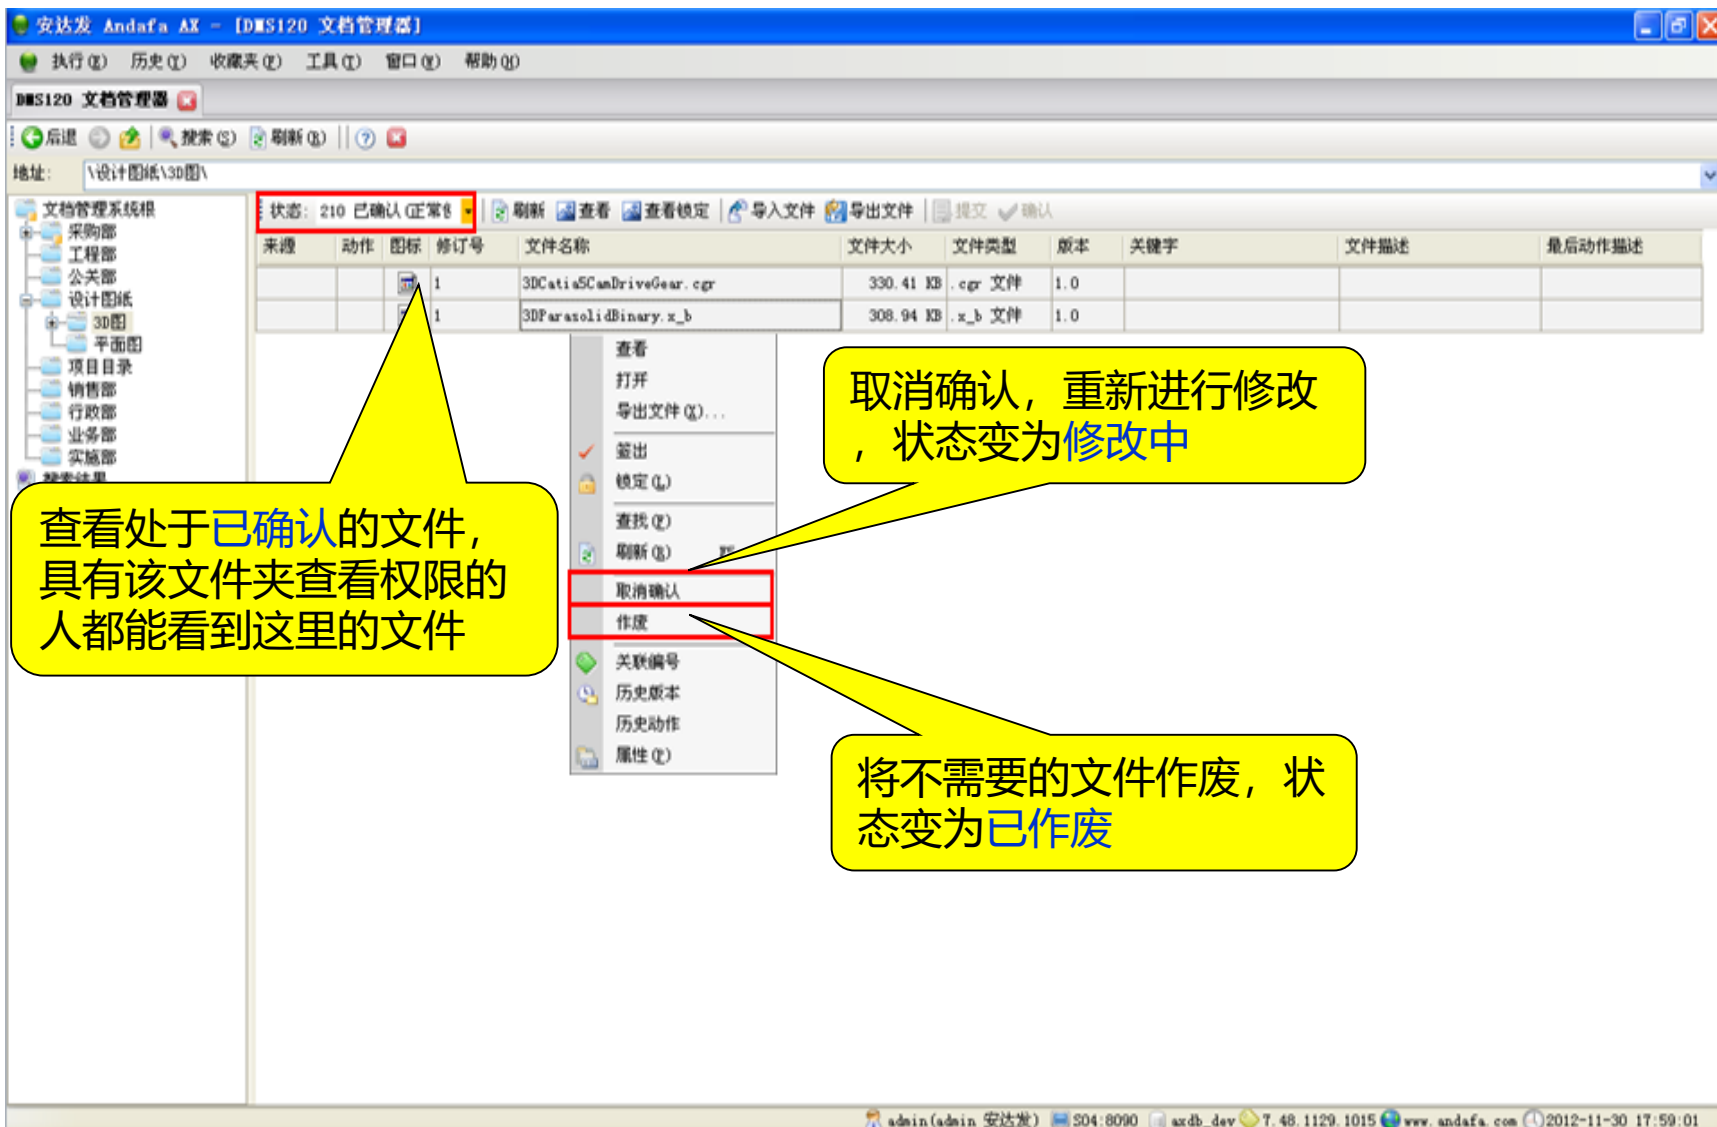 安达发 Andafa AX - [DMS120 文档管理器]
执行(E) 历史(Y) 收藏夹(F) 工具(T) 窗口(W) 帮助(H)
DMS120 文档管理器
后退 搜索(S) 刷新(R)
地址: \设计图纸\3D图\
状态: 210 已确认(正常 刷新 查看 查看锁定 导入文件 导出文件 提交 确认
文档管理系统根
采购部
工程部
公关部
设计图纸
3D图
平面图
项目目录
销售部
行政部
业务部
实施部
搜索结果
来源 动作 图标 修订号 文件名称 文件大小 文件类型 版本 关键字 文件描述 最后动作描述
1 3DCatia5CamDriveGear.cgr 330.41 KB .cgr 文件 1.0
1 3DParasolidBinary.x_b 308.94 KB .x_b 文件 1.0
查看
打开
导出文件(X)...
签出
锁定(L)
查找(F)
刷新(R)
取消确认
作废
关联编号
历史版本
历史动作
属性(P)
取消确认，重新进行修改
，状态变为修改中
查看处于已确认的文件，
具有该文件夹查看权限的
人都能看到这里的文件
将不需要的文件作废，状
态变为已作废
admin(admin 安达发) S04:8090 axdb_dev 7.48.1129.1015 www.andafa.com 2012-11-30 17:59:01